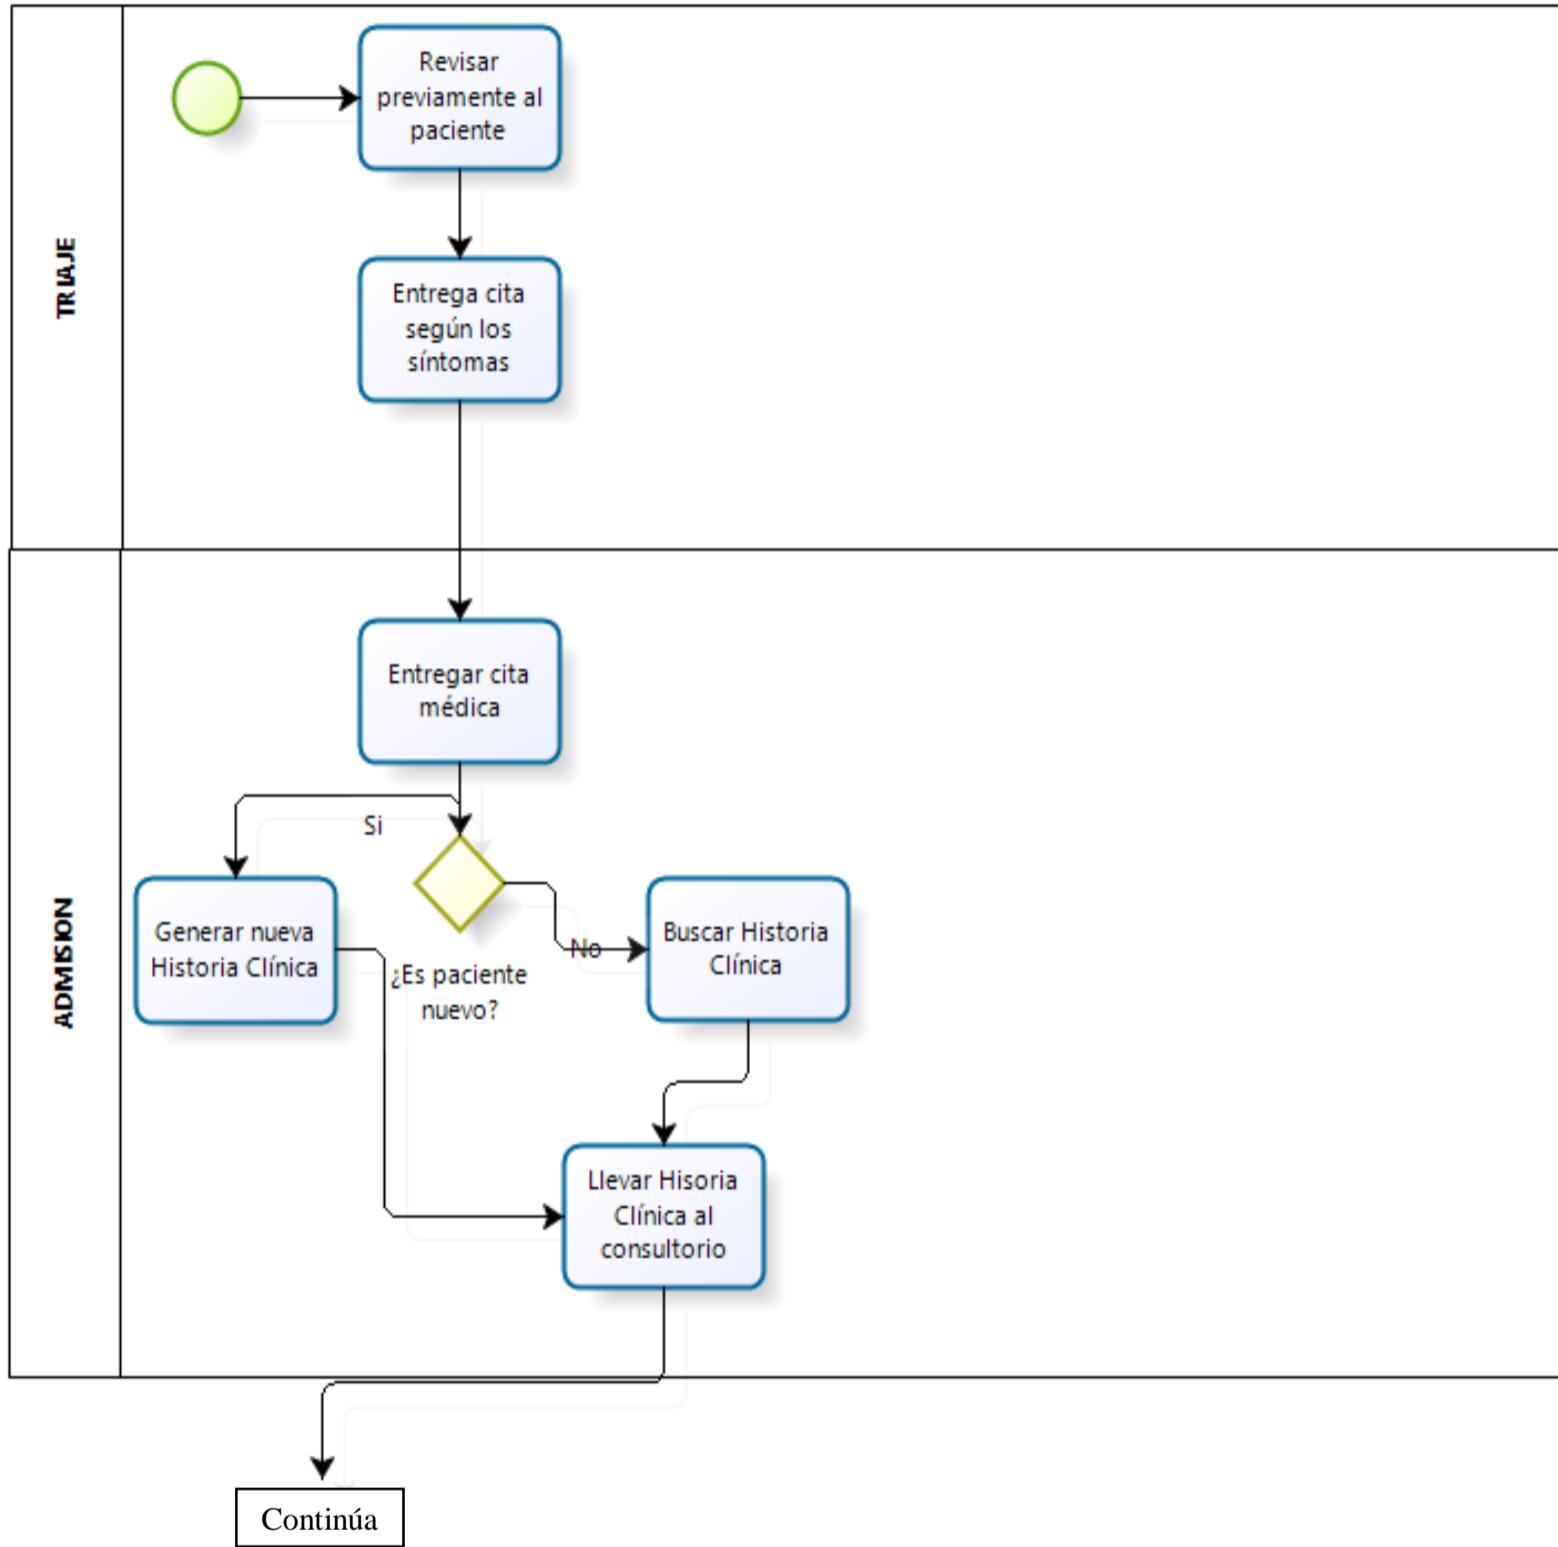 TRIAJE
Revisar
previamente al
paciente
Entrega cita
según los
síntomas
ADMISION
Entregar cita
médica
Si
Generar nueva
Historia Clínica
¿Es paciente
nuevo?
No
Buscar Historia
Clínica
Llevar Hisoria
Clínica al
consultorio
Continúa